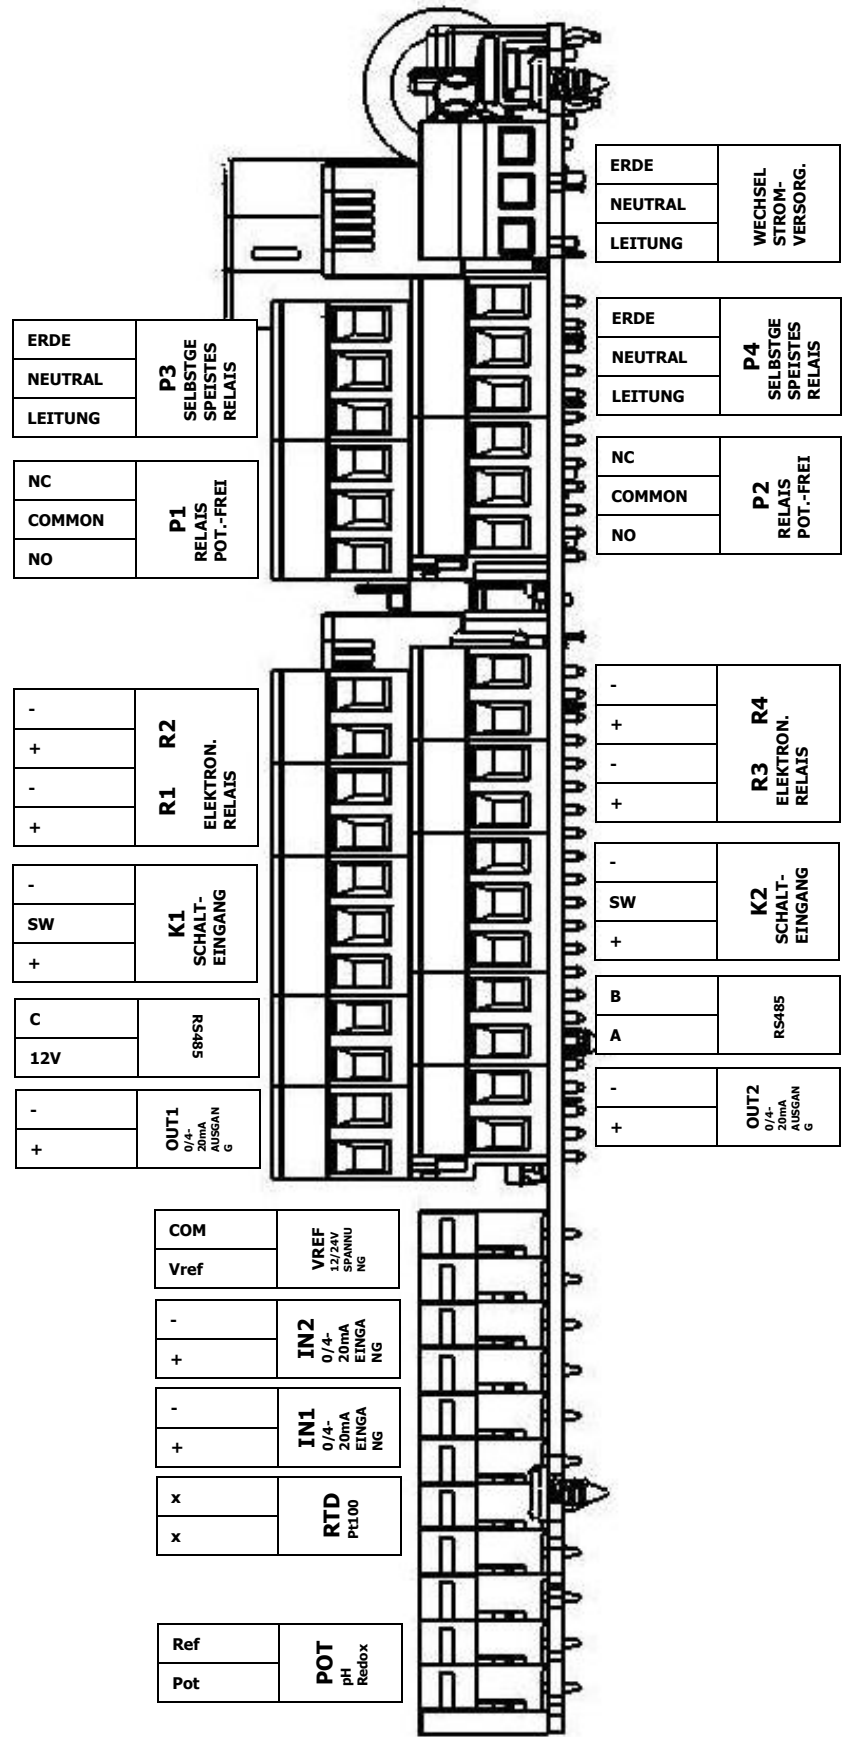 ERDE
NEUTRAL
LEITUNG
WECHSEL
STROM-
VERSORG.
ERDE
NEUTRAL
LEITUNG
P3
SELBSTGE
SPEISTES
RELAIS
ERDE
NEUTRAL
LEITUNG
P4
SELBSTGE
SPEISTES
RELAIS
NC
COMMON
NO
P1
RELAIS
POT.-FREI
NC
COMMON
NO
P2
RELAIS
POT.-FREI
-
+
-
+
R1 R2
ELEKTRON.
RELAIS
-
+
-
+
R3 R4
ELEKTRON.
RELAIS
-
SW
+
K1
SCHALT-
EINGANG
-
SW
+
K2
SCHALT-
EINGANG
C
12V
RS485
B
A
RS485
-
+
OUT1
0/4-
20mA
AUSGAN
G
-
+
OUT2
0/4-
20mA
AUSGAN
G
COM
Vref
VREF
12/24V
SPANNU
NG
-
+
IN2
0/4-
20mA
EINGA
NG
-
+
IN1
0/4-
20mA
EINGA
NG
x
x
RTD
Pt100
Ref
Pot
POT
pH
Redox